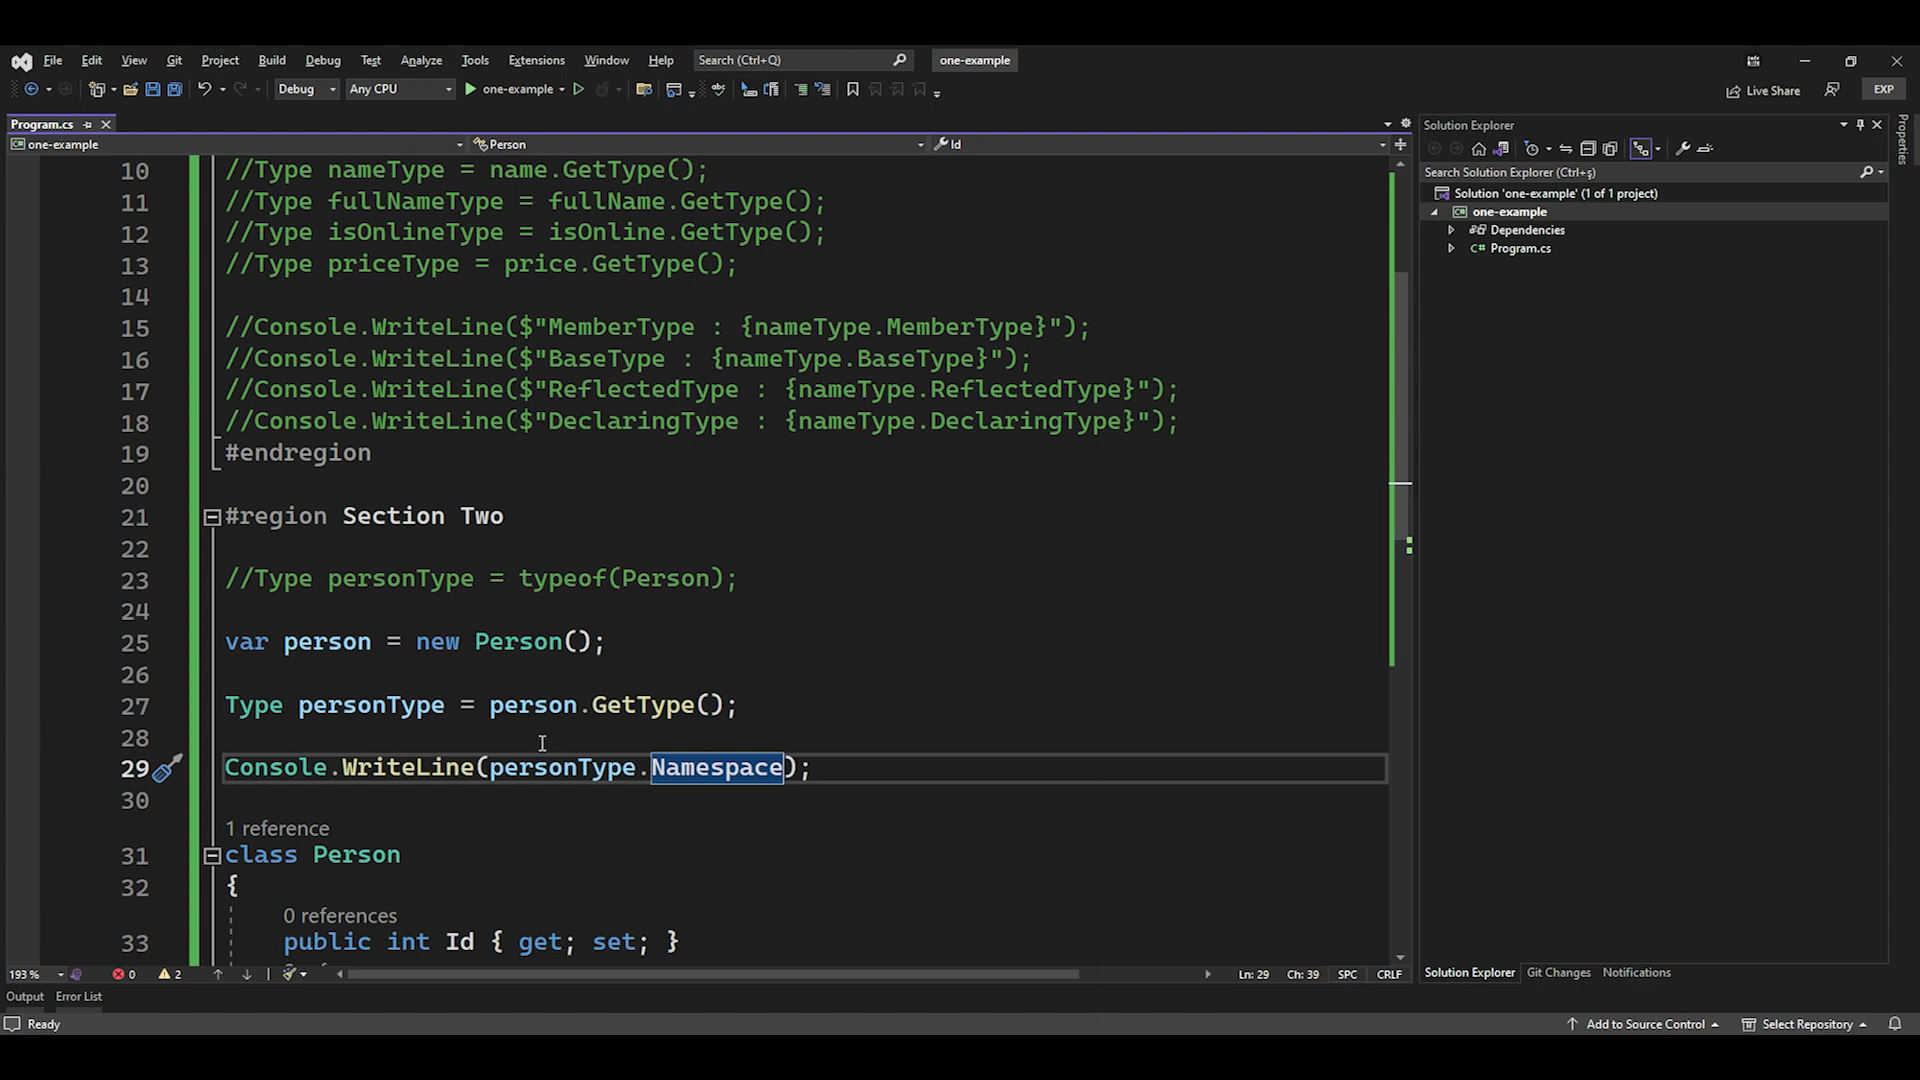 File Edit View Git Project Build Debug Test Analyze Tools Extensions Window Help Search (Ctrl+Q) one-example
Debug Any CPU one-example Live Share EXP
Program.cs
one-example Person Id
10 //Type nameType = name.GetType();
11 //Type fullNameType = fullName.GetType();
12 //Type isOnlineType = isOnline.GetType();
13 //Type priceType = price.GetType();
14
15 //Console.WriteLine($"MemberType : {nameType.MemberType}");
16 //Console.WriteLine($"BaseType : {nameType.BaseType}");
17 //Console.WriteLine($"ReflectedType : {nameType.ReflectedType}");
18 //Console.WriteLine($"DeclaringType : {nameType.DeclaringType}");
19 #endregion
20
21 #region Section Two
22
23 //Type personType = typeof(Person);
24
25 var person = new Person();
26
27 Type personType = person.GetType();
28
29 Console.WriteLine(personType.Namespace);
30
1 reference
31 class Person
32 {
0 references
33 public int Id { get; set; }
193 % 0 2 Ln: 29 Ch: 39 SPC CRLF
Output Error List
Ready
Solution Explorer
Search Solution Explorer (Ctrl+ş)
Solution 'one-example' (1 of 1 project)
one-example
Dependencies
C# Program.cs
Solution Explorer Git Changes Notifications
Properties
Add to Source Control Select Repository